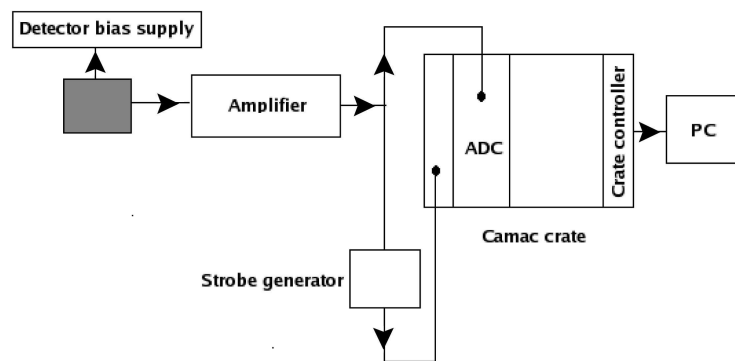 Detector bias supply
Amplifier
ADC
Crate controller
PC
Camac crate
Strobe generator